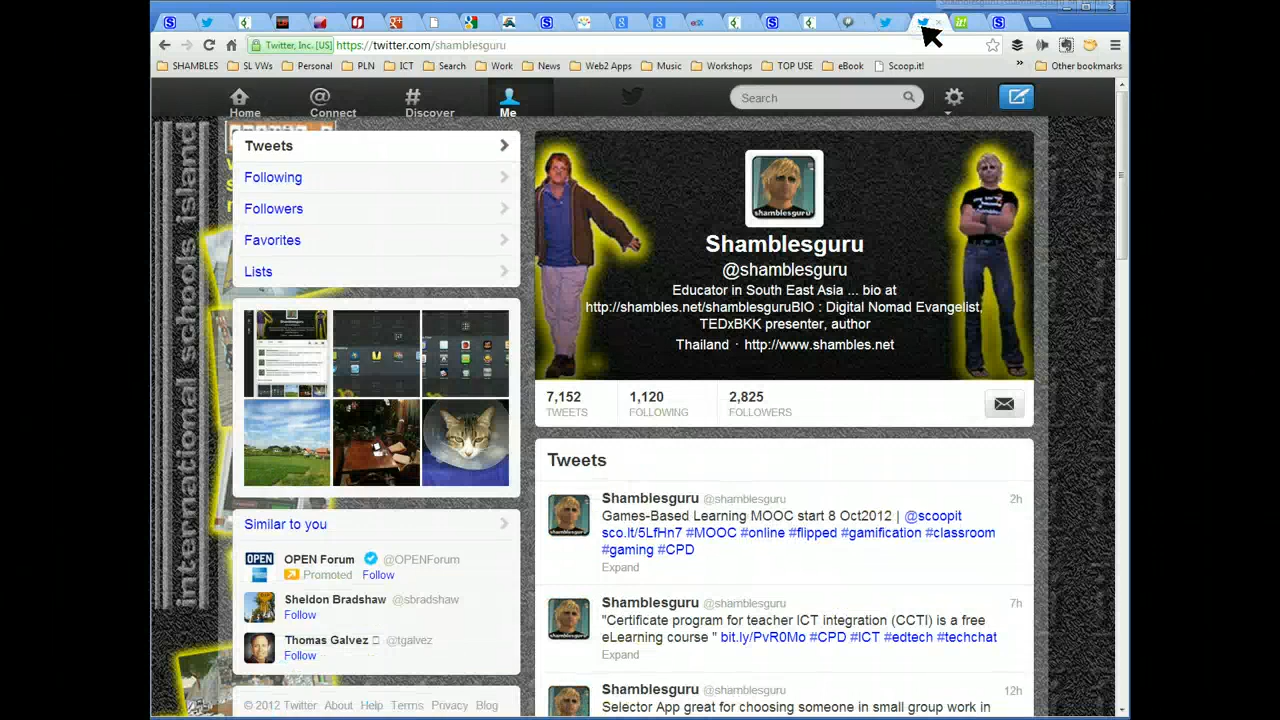 Twitter, Inc. [US] https://twitter.com/shamblesguru
SHAMBLES SL VWs Personal PLN ICT Search Work News Web2 Apps Music Workshops TOP USE eBook Scoop.it! » Other bookmarks
Home @ Connect # Discover Me Search
international schools island
Tweets
Following
Followers
Favorites
Lists
Shamblesguru
@shamblesguru
Educator in South East Asia ... bio at
http://shambles.net/shamblesguruBIO : Digital Nomad Evangelist
presenter, author
Thailand · http://www.shambles.net
7,152 1,120 2,825
TWEETS FOLLOWING FOLLOWERS
Similar to you
OPEN Forum @OPENForum
Promoted Follow
Sheldon Bradshaw @sbradshaw
Follow
Thomas Galvez @tgalvez
Follow
© 2012 Twitter About Help Terms Privacy Blog
Tweets
Shamblesguru @shamblesguru 2h
Games-Based Learning MOOC start 8 Oct2012 | @scoopit
sco.lt/5LfHn7 #MOOC #online #flipped #gamification #classroom
#gaming #CPD
Expand
Shamblesguru @shamblesguru 7h
"Certificate program for teacher ICT integration (CCTI) is a free
eLearning course " bit.ly/PvR0Mo #CPD #ICT #edtech #techchat
Expand
Shamblesguru @shamblesguru 12h
Selector App great for choosing someone in small group work in